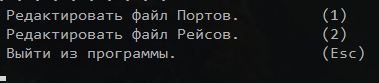 Редактировать файл Портов. (1)
Редактировать файл Рейсов. (2)
Выйти из программы. (Esc)